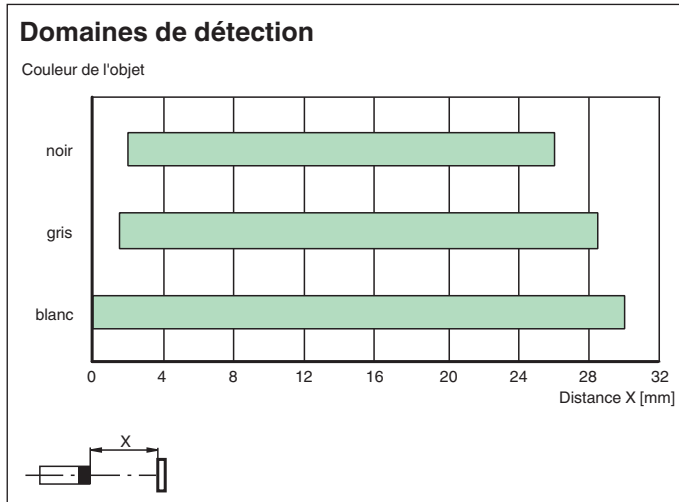 Domaines de détection
Couleur de l'objet
noir
gris
blanc
0 4 8 12 16 20 24 28 32
Distance X [mm]
X